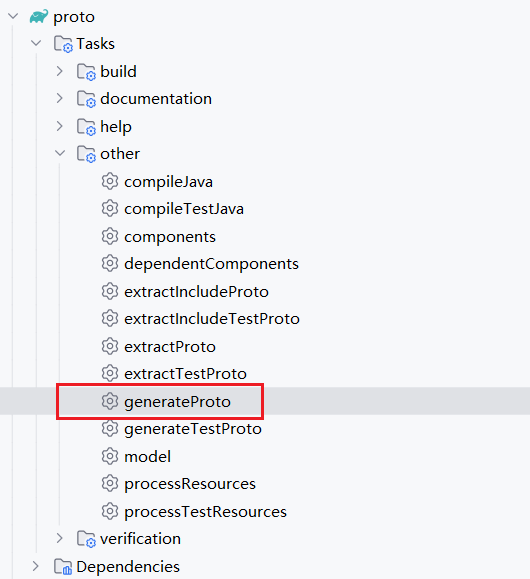 proto
Tasks
build
documentation
help
other
compileJava
compileTestJava
components
dependentComponents
extractIncludeProto
extractIncludeTestProto
extractProto
extractTestProto
generateProto
generateTestProto
model
processResources
processTestResources
verification
Dependencies